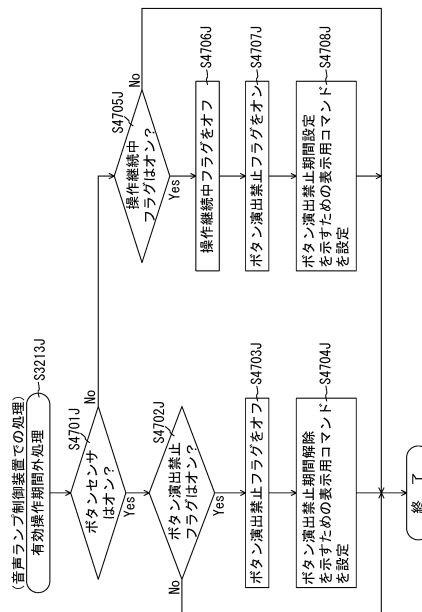 (音声ランプ制御装置での処理)
有効操作期間外処理
S3213J
S4701J
ボタンセンサ
はオン?
No
Yes
S4702J
ボタン演出禁止
フラグはオン?
No
Yes
ボタン演出禁止フラグをオフ
S4703J
ボタン演出禁止期間解除
を示すための表示用コマンド
を設定
S4704J
S4705J
操作継続中
フラグはオン?
No
Yes
操作継続中フラグをオフ
S4706J
ボタン演出禁止フラグをオン
S4707J
ボタン演出禁止期間設定
を示すための表示用コマンド
を設定
S4708J
終了